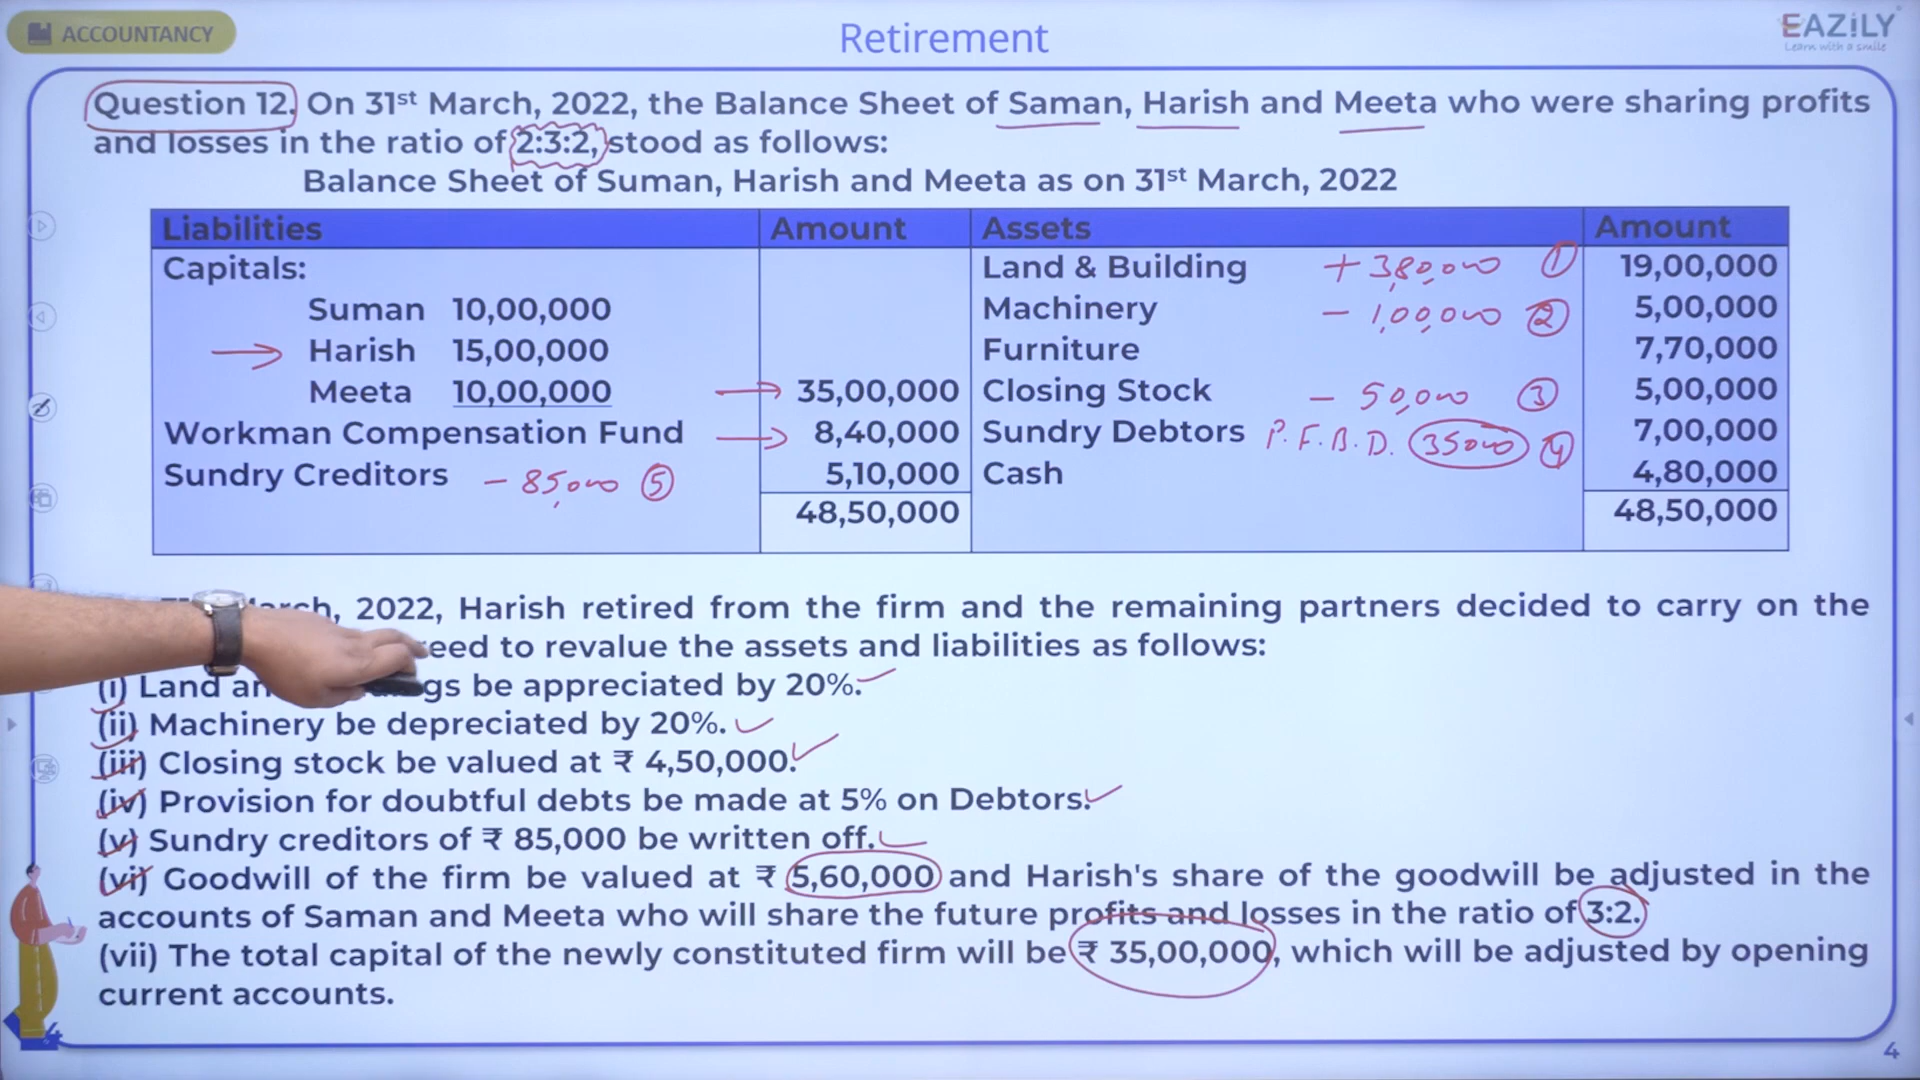 ACCOUNTANCY
Retirement
EAZiLY
Learn with a smile
Question 12. On 31st March, 2022, the Balance Sheet of Saman, Harish and Meeta who were sharing profits
and losses in the ratio of 2:3:2, stood as follows:
Balance Sheet of Suman, Harish and Meeta as on 31st March, 2022
Liabilities Amount Assets Amount
Capitals: Land & Building + 3,80,000 ① 19,00,000
Suman 10,00,000 Machinery - 1,00,000 ② 5,00,000
→ Harish 15,00,000 Furniture 7,70,000
Meeta 10,00,000 → 35,00,000 Closing Stock - 50,000 ③ 5,00,000
Workman Compensation Fund → 8,40,000 Sundry Debtors P.F.B.D. 35000 ④ 7,00,000
Sundry Creditors - 85,000 ⑤ 5,10,000 Cash 4,80,000
48,50,000 48,50,000
March, 2022, Harish retired from the firm and the remaining partners decided to carry on the
reed to revalue the assets and liabilities as follows:
(i) Land an gs be appreciated by 20%.
(ii) Machinery be depreciated by 20%.
(iii) Closing stock be valued at ₹ 4,50,000.
(iv) Provision for doubtful debts be made at 5% on Debtors.
(v) Sundry creditors of ₹ 85,000 be written off.
(vi) Goodwill of the firm be valued at ₹ 5,60,000 and Harish's share of the goodwill be adjusted in the
accounts of Saman and Meeta who will share the future profits and losses in the ratio of 3:2.
(vii) The total capital of the newly constituted firm will be ₹ 35,00,000, which will be adjusted by opening
current accounts.
4
4